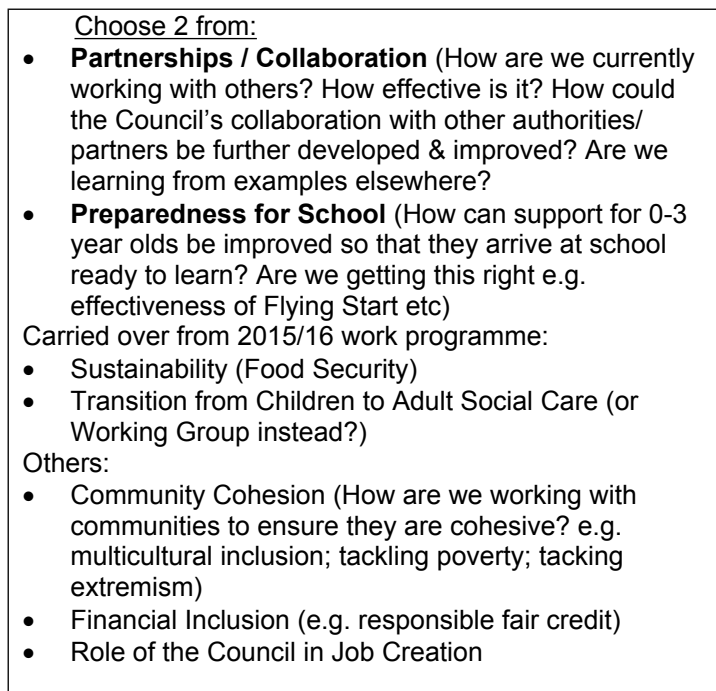 Choose 2 from:
• Partnerships / Collaboration (How are we currently
working with others? How effective is it? How could
the Council's collaboration with other authorities/
partners be further developed & improved? Are we
learning from examples elsewhere?
• Preparedness for School (How can support for 0-3
year olds be improved so that they arrive at school
ready to learn? Are we getting this right e.g.
effectiveness of Flying Start etc)
Carried over from 2015/16 work programme:
• Sustainability (Food Security)
• Transition from Children to Adult Social Care (or
Working Group instead?)
Others:
• Community Cohesion (How are we working with
communities to ensure they are cohesive? e.g.
multicultural inclusion; tackling poverty; tacking
extremism)
• Financial Inclusion (e.g. responsible fair credit)
• Role of the Council in Job Creation